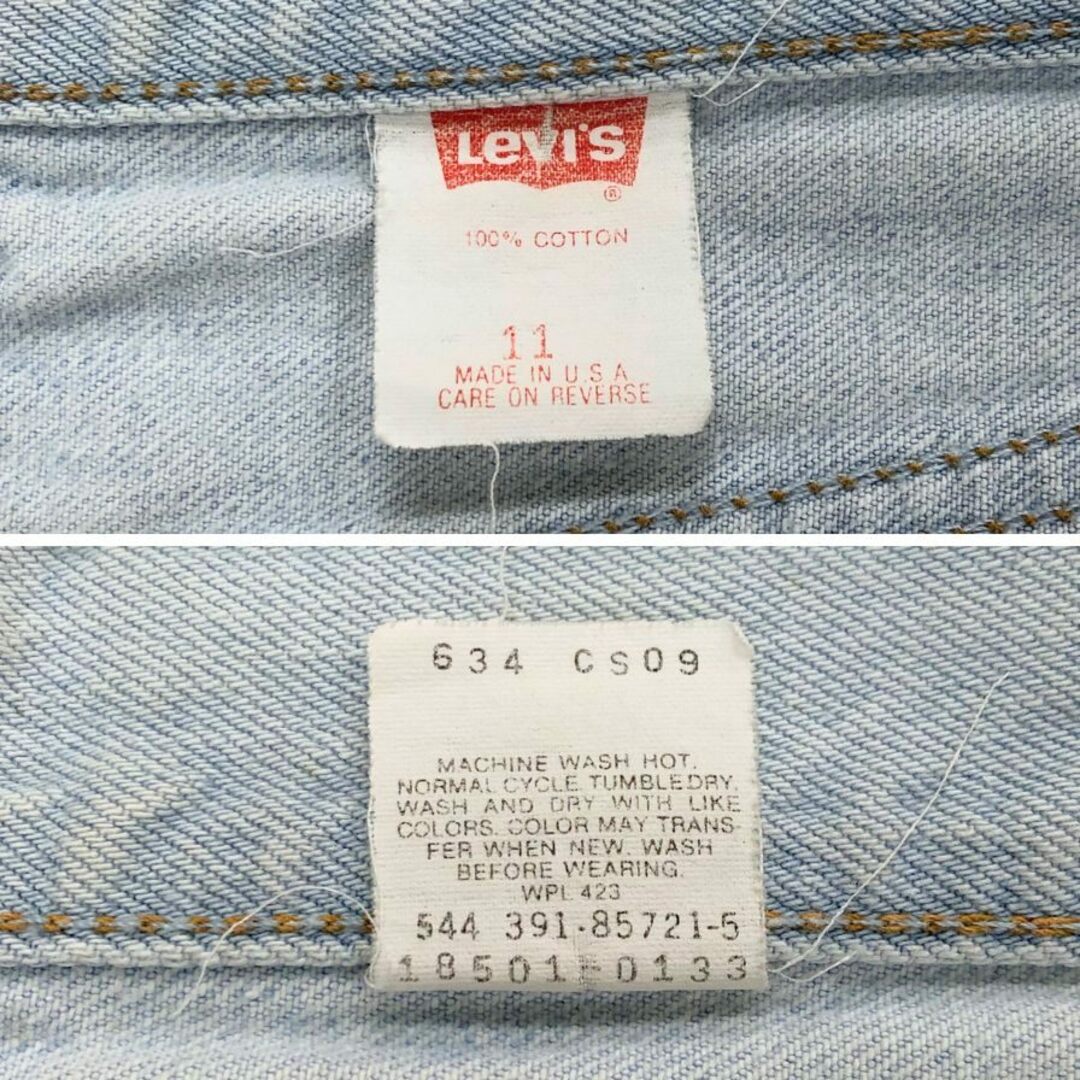 Levi's
®
100% COTTON
11
MADE IN U.S.A.
CARE ON REVERSE
634 CS09
MACHINE WASH HOT.
NORMAL CYCLE. TUMBLEDRY.
WASH AND DRY WITH LIKE
COLORS. COLOR MAY TRANS-
FER WHEN NEW. WASH
BEFORE WEARING.
WPL 423
544 391-85721-5
18501-0133